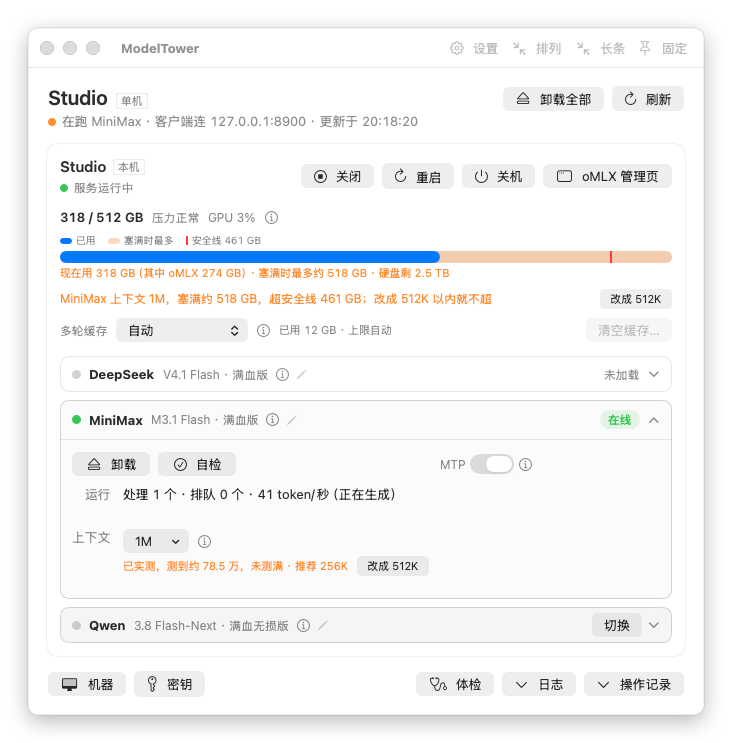 ModelTower 设置 排列 长条 固定
Studio 单机 卸载全部 刷新
在跑 MiniMax · 客户端连 127.0.0.1:8900 · 更新于 20:18:20
Studio 本机 关闭 重启 关机 oMLX 管理页
服务运行中
318 / 512 GB 压力正常 GPU 3%
已用 塞满时最多 安全线 461 GB
现在用 318 GB (其中 oMLX 274 GB) · 塞满时最多约 518 GB · 硬盘剩 2.5 TB
MiniMax 上下文 1M，塞满约 518 GB，超安全线 461 GB；改成 512K 以内就不超 改成 512K
多轮缓存 自动 已用 12 GB · 上限自动 清空缓存…
DeepSeek V4.1 Flash · 满血版 未加载
MiniMax M3.1 Flash · 满血版 在线
卸载 自检 MTP
运行 处理 1 个 · 排队 0 个 · 41 token/秒 (正在生成)
上下文 1M
已实测，测到约 78.5 万，未测满 · 推荐 256K 改成 512K
Qwen 3.8 Flash-Next · 满血无损版 切换
机器 密钥 体检 日志 操作记录